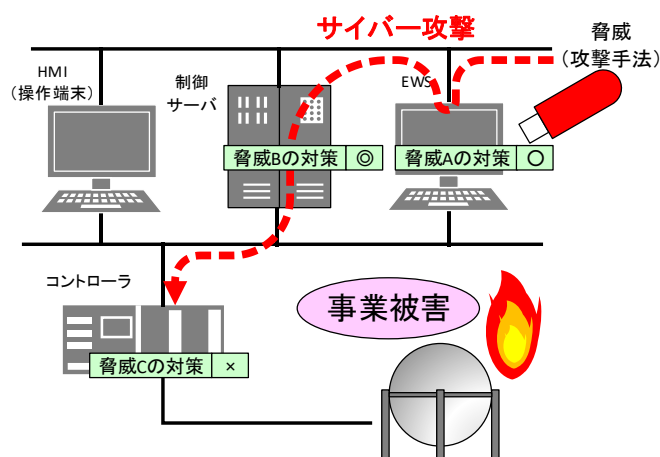 サイバー攻撃
脅威
（攻撃手法）
HMI
（操作端末）
制御
サーバ
EWS
脅威Bの対策 ◎
脅威Aの対策 ○
コントローラ
事業被害
脅威Cの対策 ×